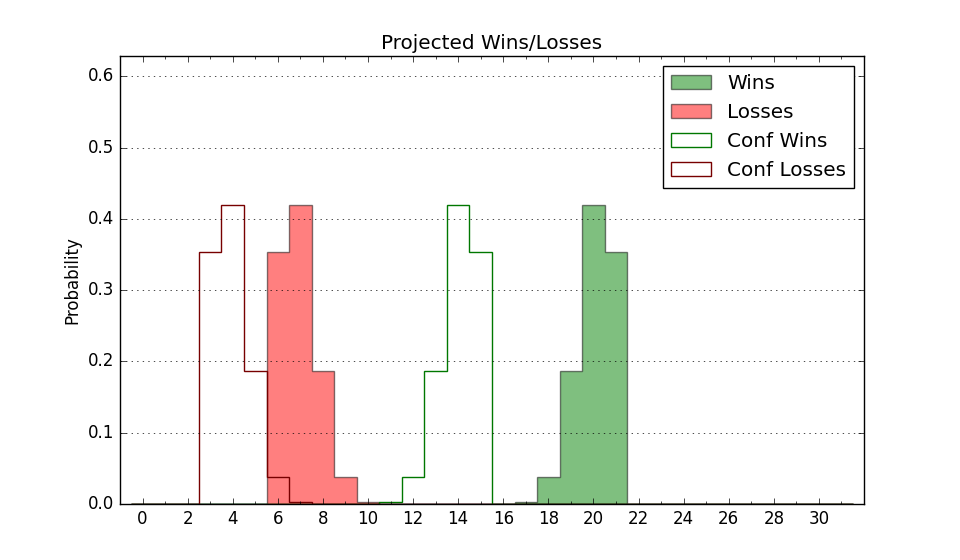 Projected Wins/Losses
Probability
0.6
0.5
0.4
0.3
0.2
0.1
0.0
Wins
Losses
Conf Wins
Conf Losses
0 2 4 6 8 10 12 14 16 18 20 22 24 26 28 30